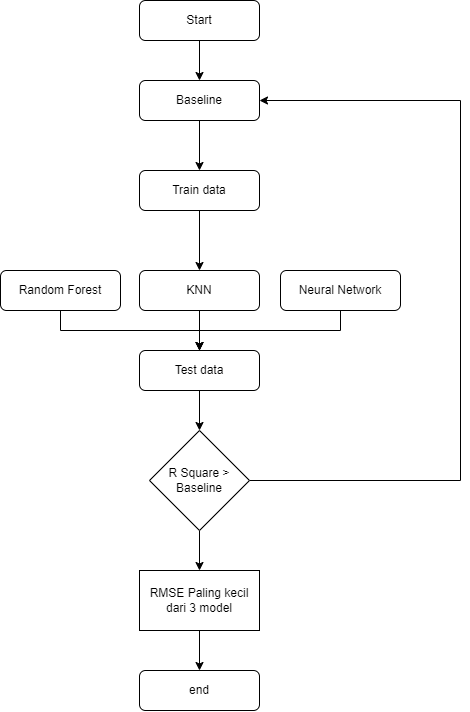 Start
Baseline
Train data
Random Forest
KNN
Neural Network
Test data
R Square >
Baseline
RMSE Paling kecil
dari 3 model
end